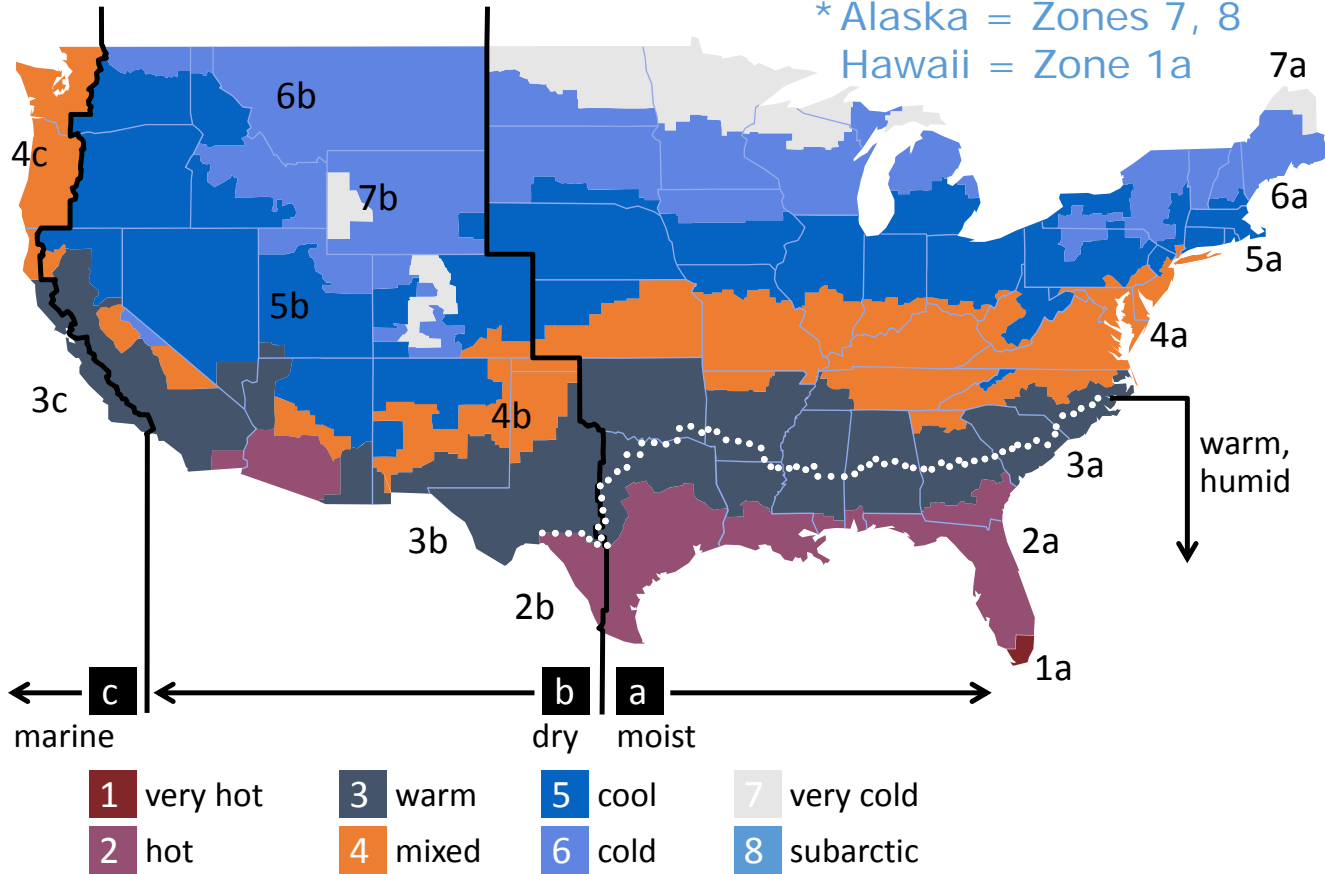 * Alaska = Zones 7, 8
Hawaii = Zone 1a
7a
6b
4c
7b
6a
5a
5b
4a
3c
4b
warm,
humid
3a
3b
2a
2b
1a
c
b
a
marine
dry
moist
1 very hot
3 warm
5 cool
7 very cold
2 hot
4 mixed
6 cold
8 subarctic